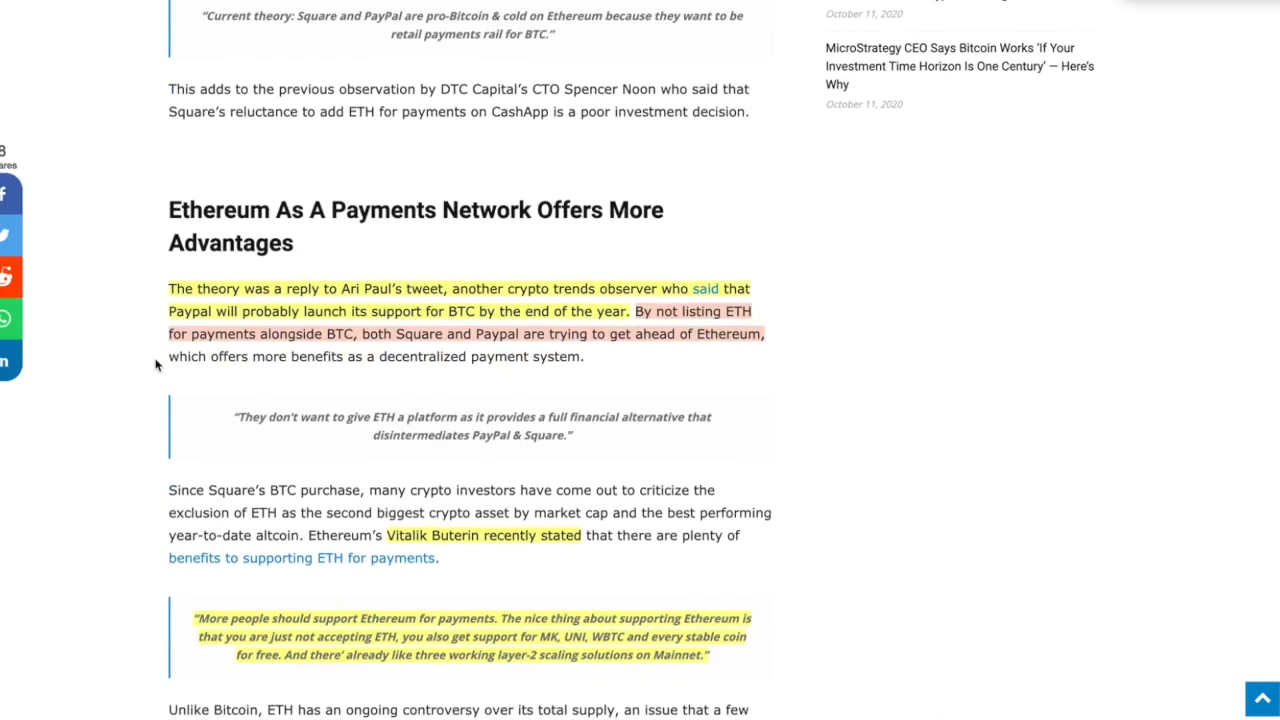 “Current theory: Square and PayPal are pro-Bitcoin & cold on Ethereum because they want to be
retail payments rail for BTC.”
This adds to the previous observation by DTC Capital’s CTO Spencer Noon who said that
Square’s reluctance to add ETH for payments on CashApp is a poor investment decision.
Ethereum As A Payments Network Offers More
Advantages
The theory was a reply to Ari Paul’s tweet, another crypto trends observer who said that
Paypal will probably launch its support for BTC by the end of the year. By not listing ETH
for payments alongside BTC, both Square and Paypal are trying to get ahead of Ethereum,
which offers more benefits as a decentralized payment system.
“They don’t want to give ETH a platform as it provides a full financial alternative that
disintermediates PayPal & Square.”
Since Square’s BTC purchase, many crypto investors have come out to criticize the
exclusion of ETH as the second biggest crypto asset by market cap and the best performing
year-to-date altcoin. Ethereum’s Vitalik Buterin recently stated that there are plenty of
benefits to supporting ETH for payments.
“More people should support Ethereum for payments. The nice thing about supporting Ethereum is
that you are just not accepting ETH, you also get support for MK, UNI, WBTC and every stable coin
for free. And there’ already like three working layer-2 scaling solutions on Mainnet.”
Unlike Bitcoin, ETH has an ongoing controversy over its total supply, an issue that a few
October 11, 2020
MicroStrategy CEO Says Bitcoin Works ‘If Your
Investment Time Horizon Is One Century’ — Here’s
Why
October 11, 2020
8
ares